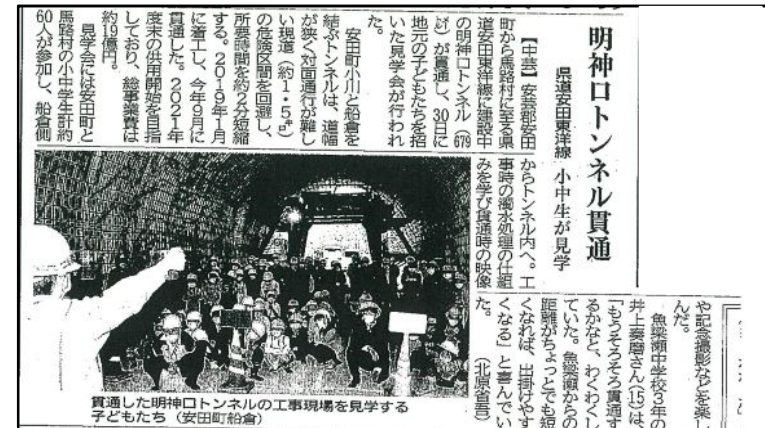 明神口トンネル貫通
県道安田東洋線 小中生が見学
【中芸】安芸郡安田
町から馬路村に至る県
道安田東洋線に建設中
の明神口トンネル(679
㍍)が貫通し、30日に
地元の子どもたちを招
いた見学会が行われ
た。
安田町小川と船倉を
結ぶトンネルは、道幅
が狭く対面通行が難し
い現道(約1・5㌔)
の危険区間を回避し、
所要時間を約2分短縮
する。2019年1月
に着工し、今年9月に
貫通した。2021年
度末の供用開始を目指
しており、総事業費は
約19億円。
見学会には安田町と
馬路村の小中学生計約
60人が参加し、船倉側
からトンネル内へ。工
事時の濁水処理の仕組
みを学び貫通時の映像
や記念撮影などを楽し
んだ。
魚梁瀬中学校3年の
井上奏磨さん(15)は、
「もうそろそろ貫通す
るかなと、わくわくし
ていた。魚梁瀬からの
距離がちょっとでも短
くなれば、出掛けやす
くなる」と喜んでい
た。 (北原省吾)
貫通した明神口トンネルの工事現場を見学する
子どもたち(安田町船倉)